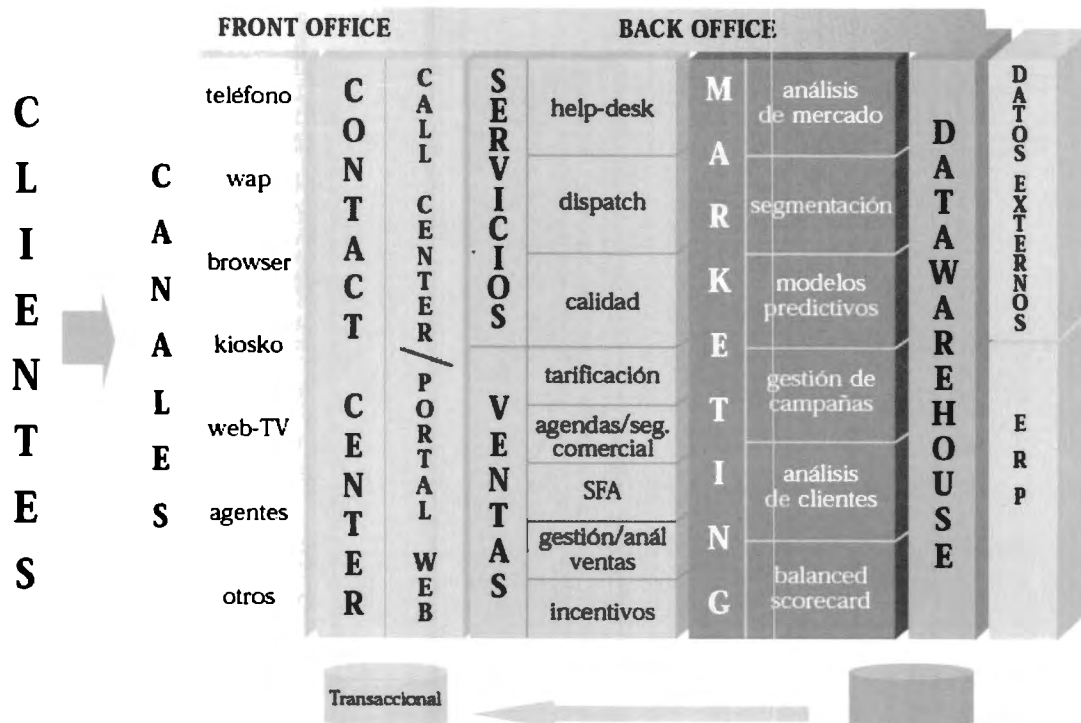 FRONT OFFICE
BACK OFFICE
CLIENTES
CANALES
teléfono
wap
browser
kiosko
web-TV
agentes
otros
CONTACT CENTER
CALL CENTER / PORTAL WEB
SERVICIOS
help-desk
dispatch
calidad
VENTAS
tarificación
agendas/seg.
comercial
SFA
gestión/anál
ventas
incentivos
MARKETING
análisis
de mercado
segmentación
modelos
predictivos
gestión de
campañas
análisis
de clientes
balanced
scorecard
DATAWAREHOUSE
DATOS EXTERNOS
ERP
Transaccional